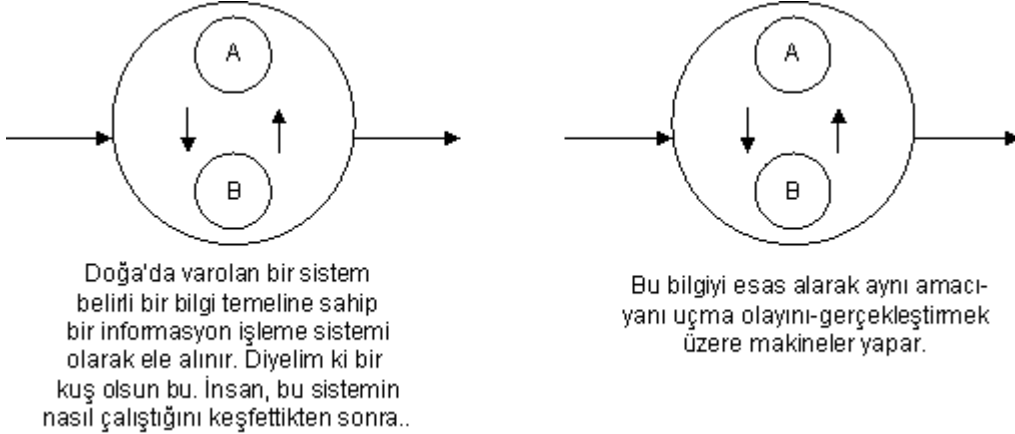 A
B
Doğa'da varolan bir sistem
belirli bir bilgi temeline sahip
bir informasyon işleme sistemi
olarak ele alınır. Diyelim ki bir
kuş olsun bu. İnsan, bu sistemin
nasıl çalıştığını keşfettikten sonra..
A
B
Bu bilgiyi esas alarak aynı amacı-
yanı uçma olayını-gerçekleştirmek
üzere makineler yapar.